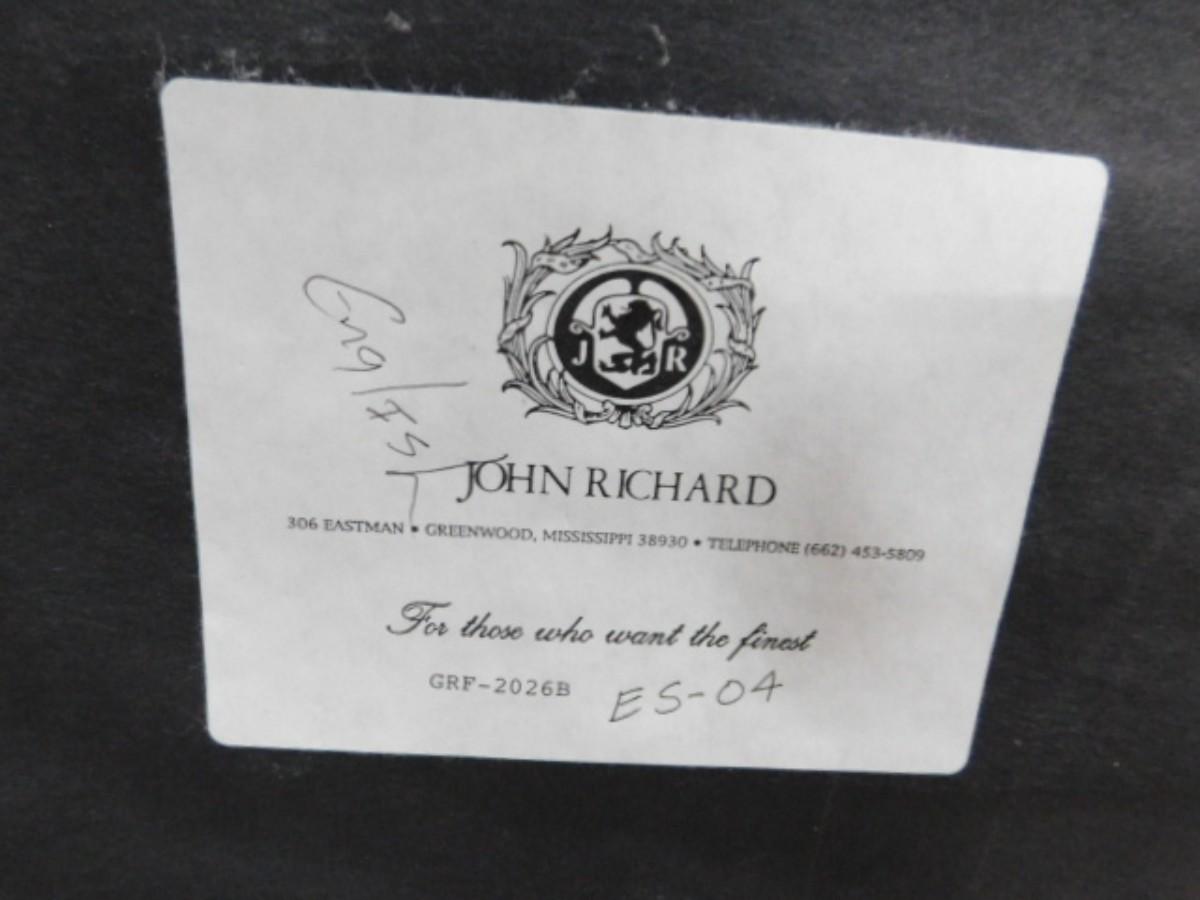 J R
JOHN RICHARD
306 EASTMAN • GREENWOOD, MISSISSIPPI 38930 • TELEPHONE (662) 453-5809
For those who want the finest
GRF-2026B ES-04